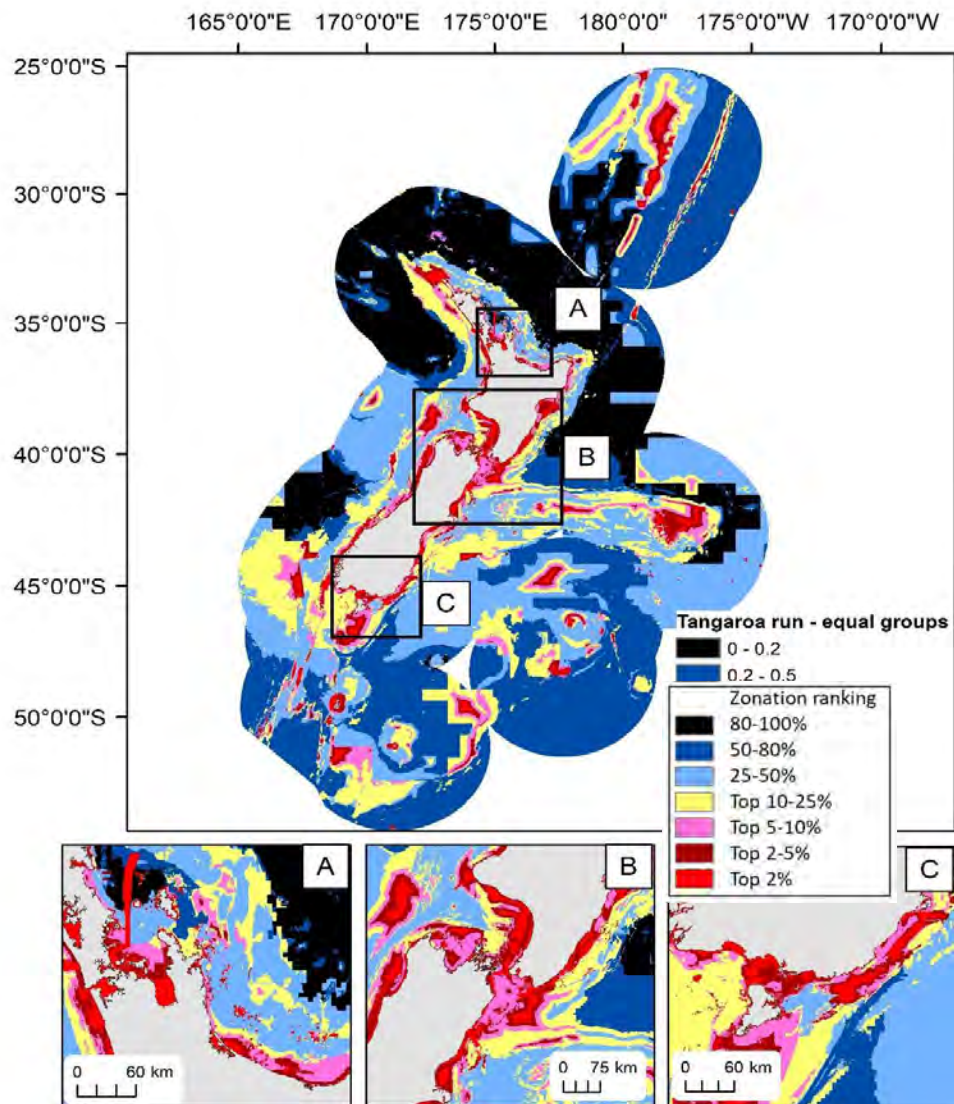 165°0'0"E 170°0'0"E 175°0'0"E 180°0'0" 175°0'0"W 170°0'0"W
25°0'0"S
30°0'0"S
35°0'0"S
40°0'0"S
45°0'0"S
50°0'0"S
A
B
C
Tangaroa run - equal groups
0 - 0.2
0.2 - 0.5
Zonation ranking
80-100%
50-80%
25-50%
Top 10-25%
Top 5-10%
Top 2-5%
Top 2%
A
0 60 km
B
0 75 km
C
0 60 km